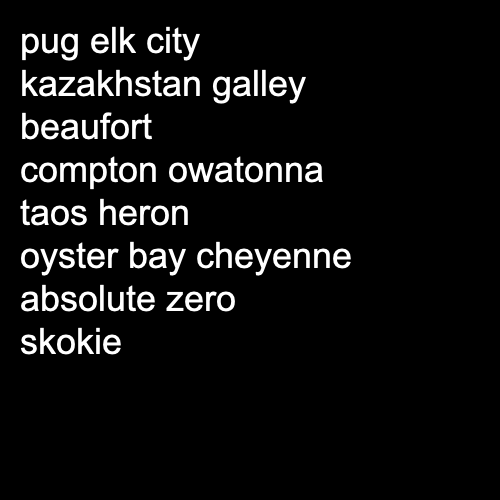 pug elk city
kazakhstan galley
beaufort
compton owatonna
taos heron
oyster bay cheyenne
absolute zero
skokie